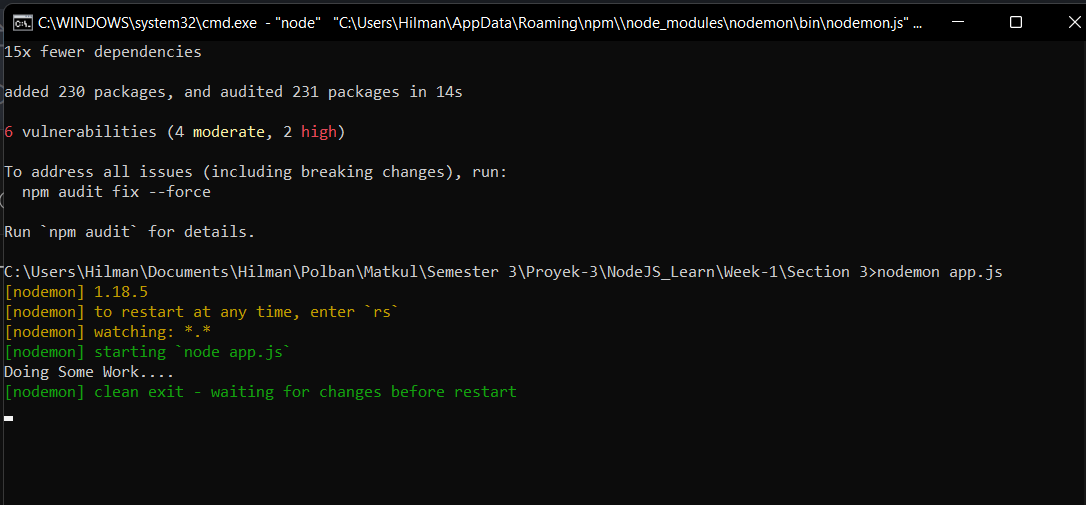 C:\WINDOWS\system32\cmd.exe - "node" "C:\Users\Hilman\AppData\Roaming\npm\\node_modules\nodemon\bin\nodemon.js" ...
15x fewer dependencies
added 230 packages, and audited 231 packages in 14s
6 vulnerabilities (4 moderate, 2 high)
To address all issues (including breaking changes), run:
  npm audit fix --force
Run `npm audit` for details.
C:\Users\Hilman\Documents\Hilman\Polban\Matkul\Semester 3\Proyek-3\NodeJS_Learn\Week-1\Section 3>nodemon app.js
[nodemon] 1.18.5
[nodemon] to restart at any time, enter `rs`
[nodemon] watching: *.*
[nodemon] starting `node app.js`
Doing Some Work....
[nodemon] clean exit - waiting for changes before restart